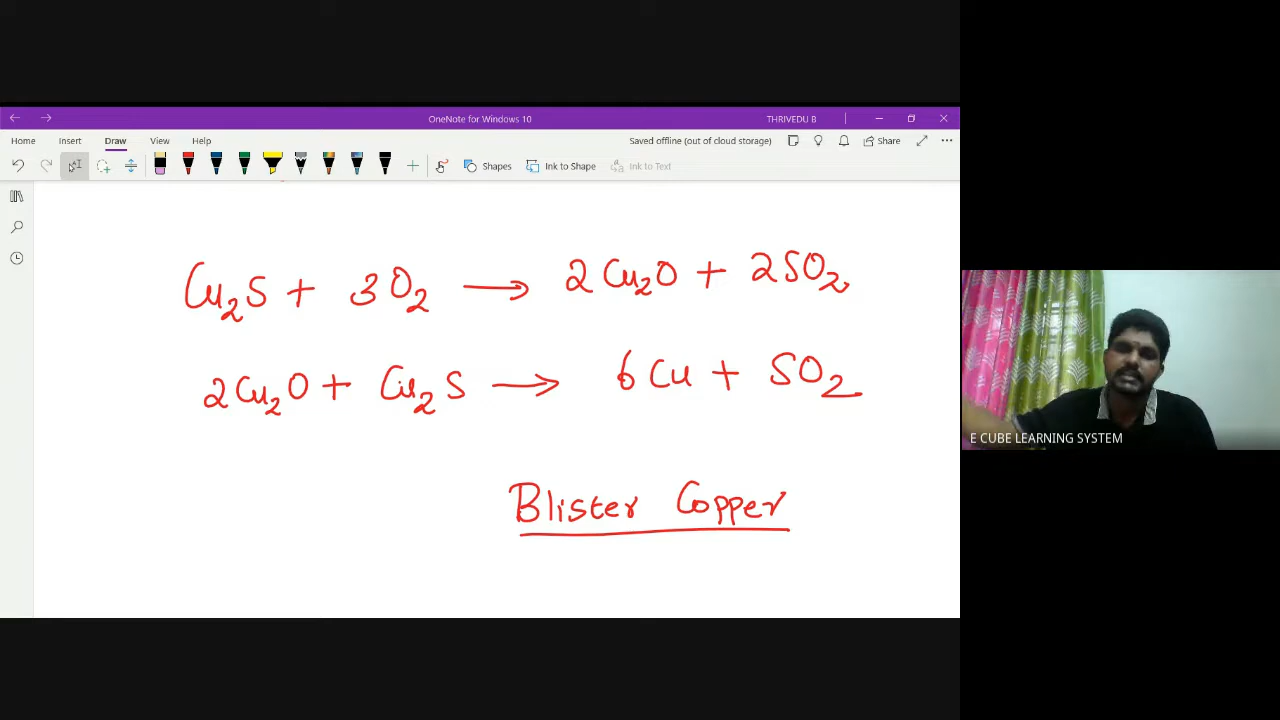 OneNote for Windows 10
THRIVEDU B
Home Insert Draw View Help
Saved offline (out of cloud storage)
Share
Shapes
Ink to Shape
Ink to Text
Cu₂S + 3O₂ → 2Cu₂O + 2SO₂
2Cu₂O + Cu₂S → 6Cu + SO₂
Blister Copper
E CUBE LEARNING SYSTEM